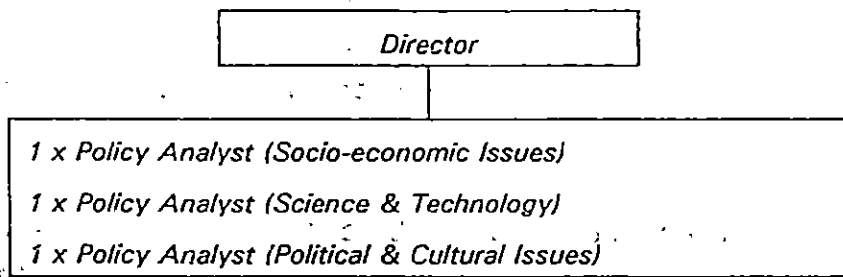 Director
1 x Policy Analyst (Socio-economic Issues)
1 x Policy Analyst (Science & Technology)
1 x Policy Analyst (Political & Cultural Issues)